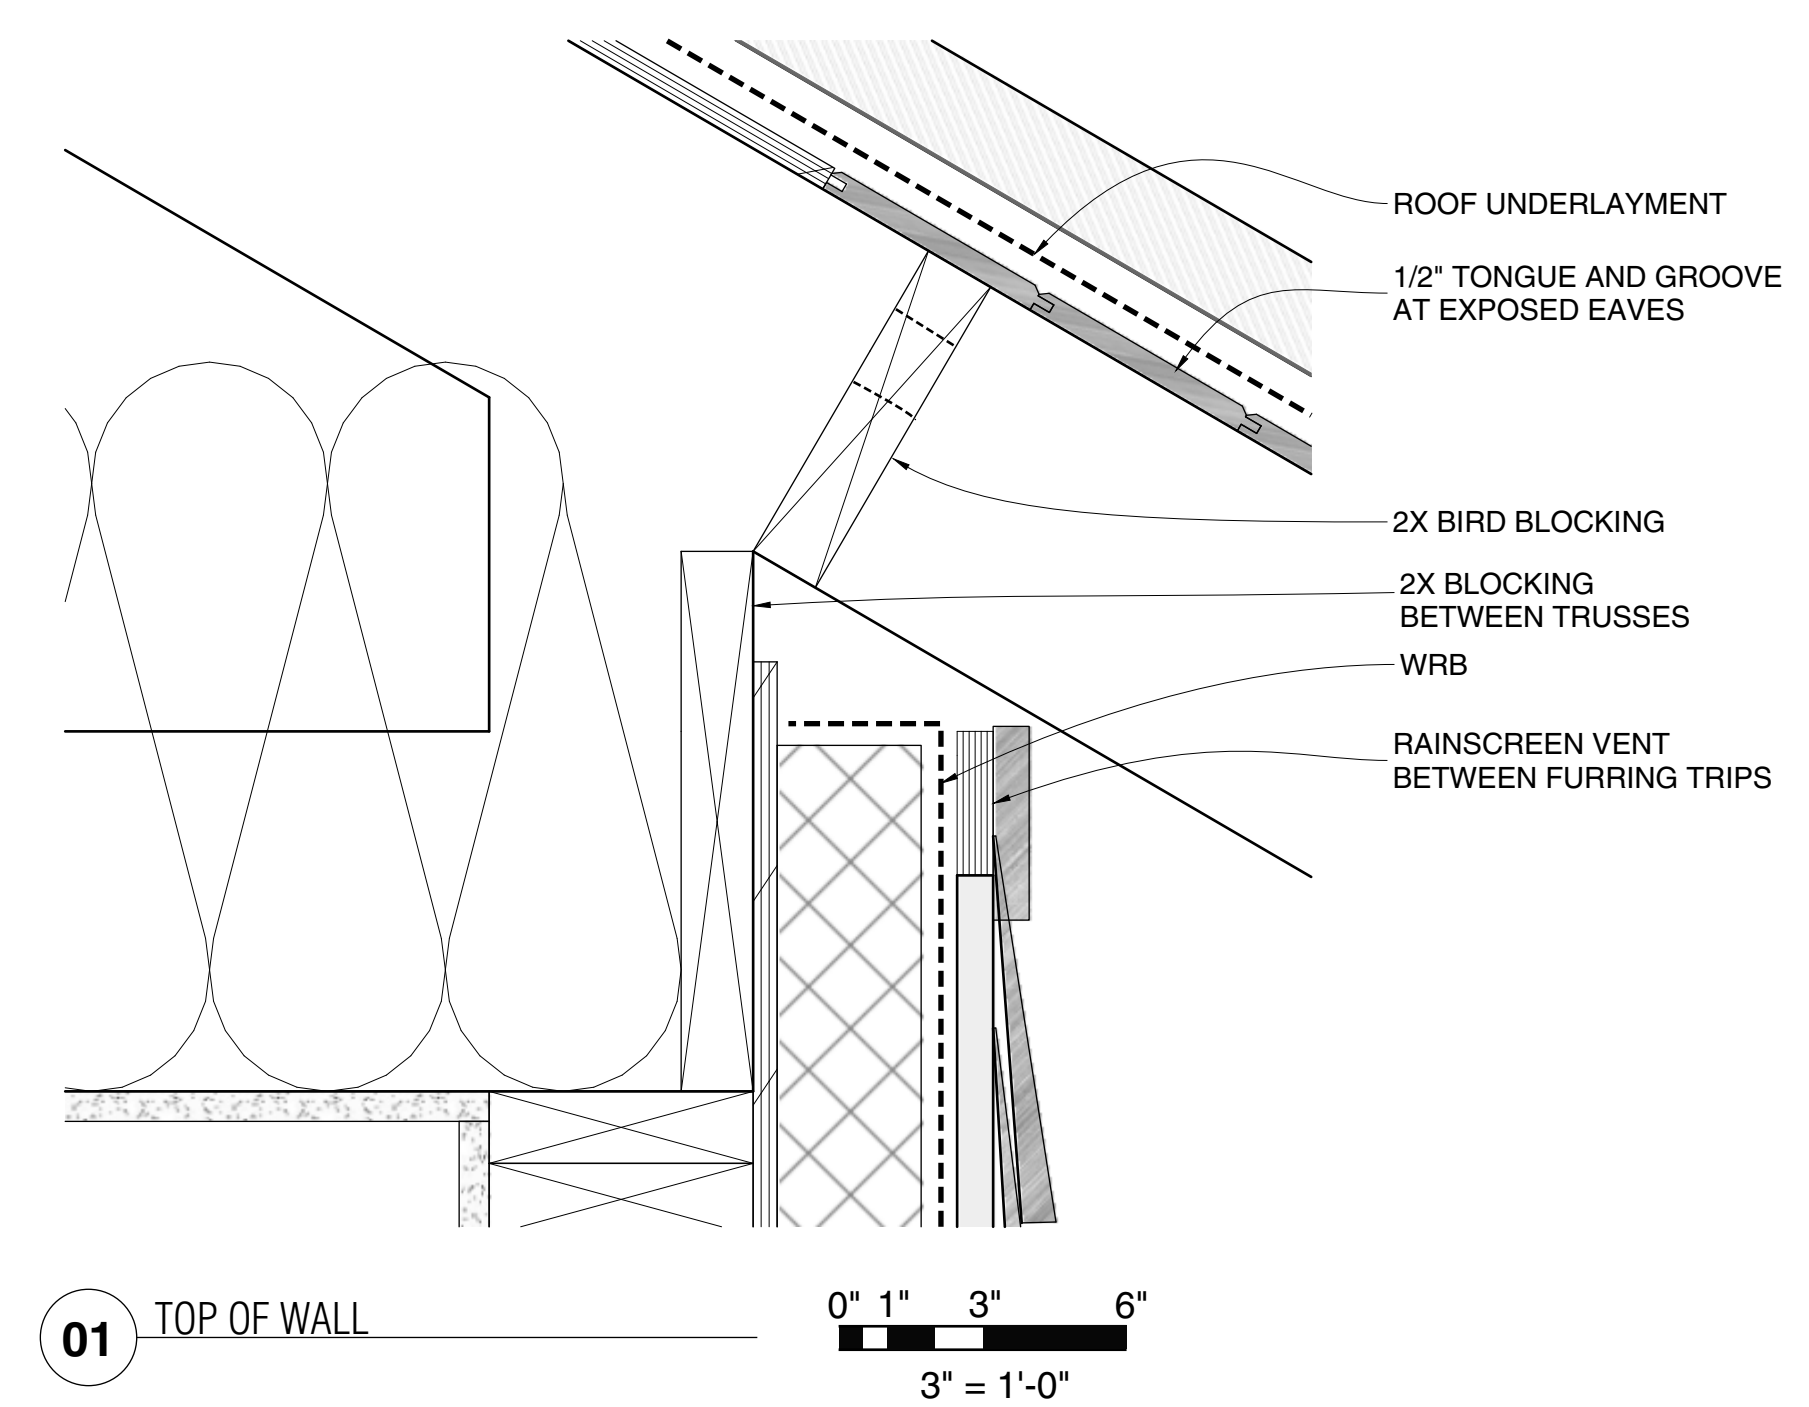 ROOF UNDERLAYMENT
1/2" TONGUE AND GROOVE
AT EXPOSED EAVES
2X BIRD BLOCKING
2X BLOCKING
BETWEEN TRUSSES
WRB
RAINSCREEN VENT
BETWEEN FURRING TRIPS
01 TOP OF WALL
0" 1" 3" 6"
3" = 1'-0"